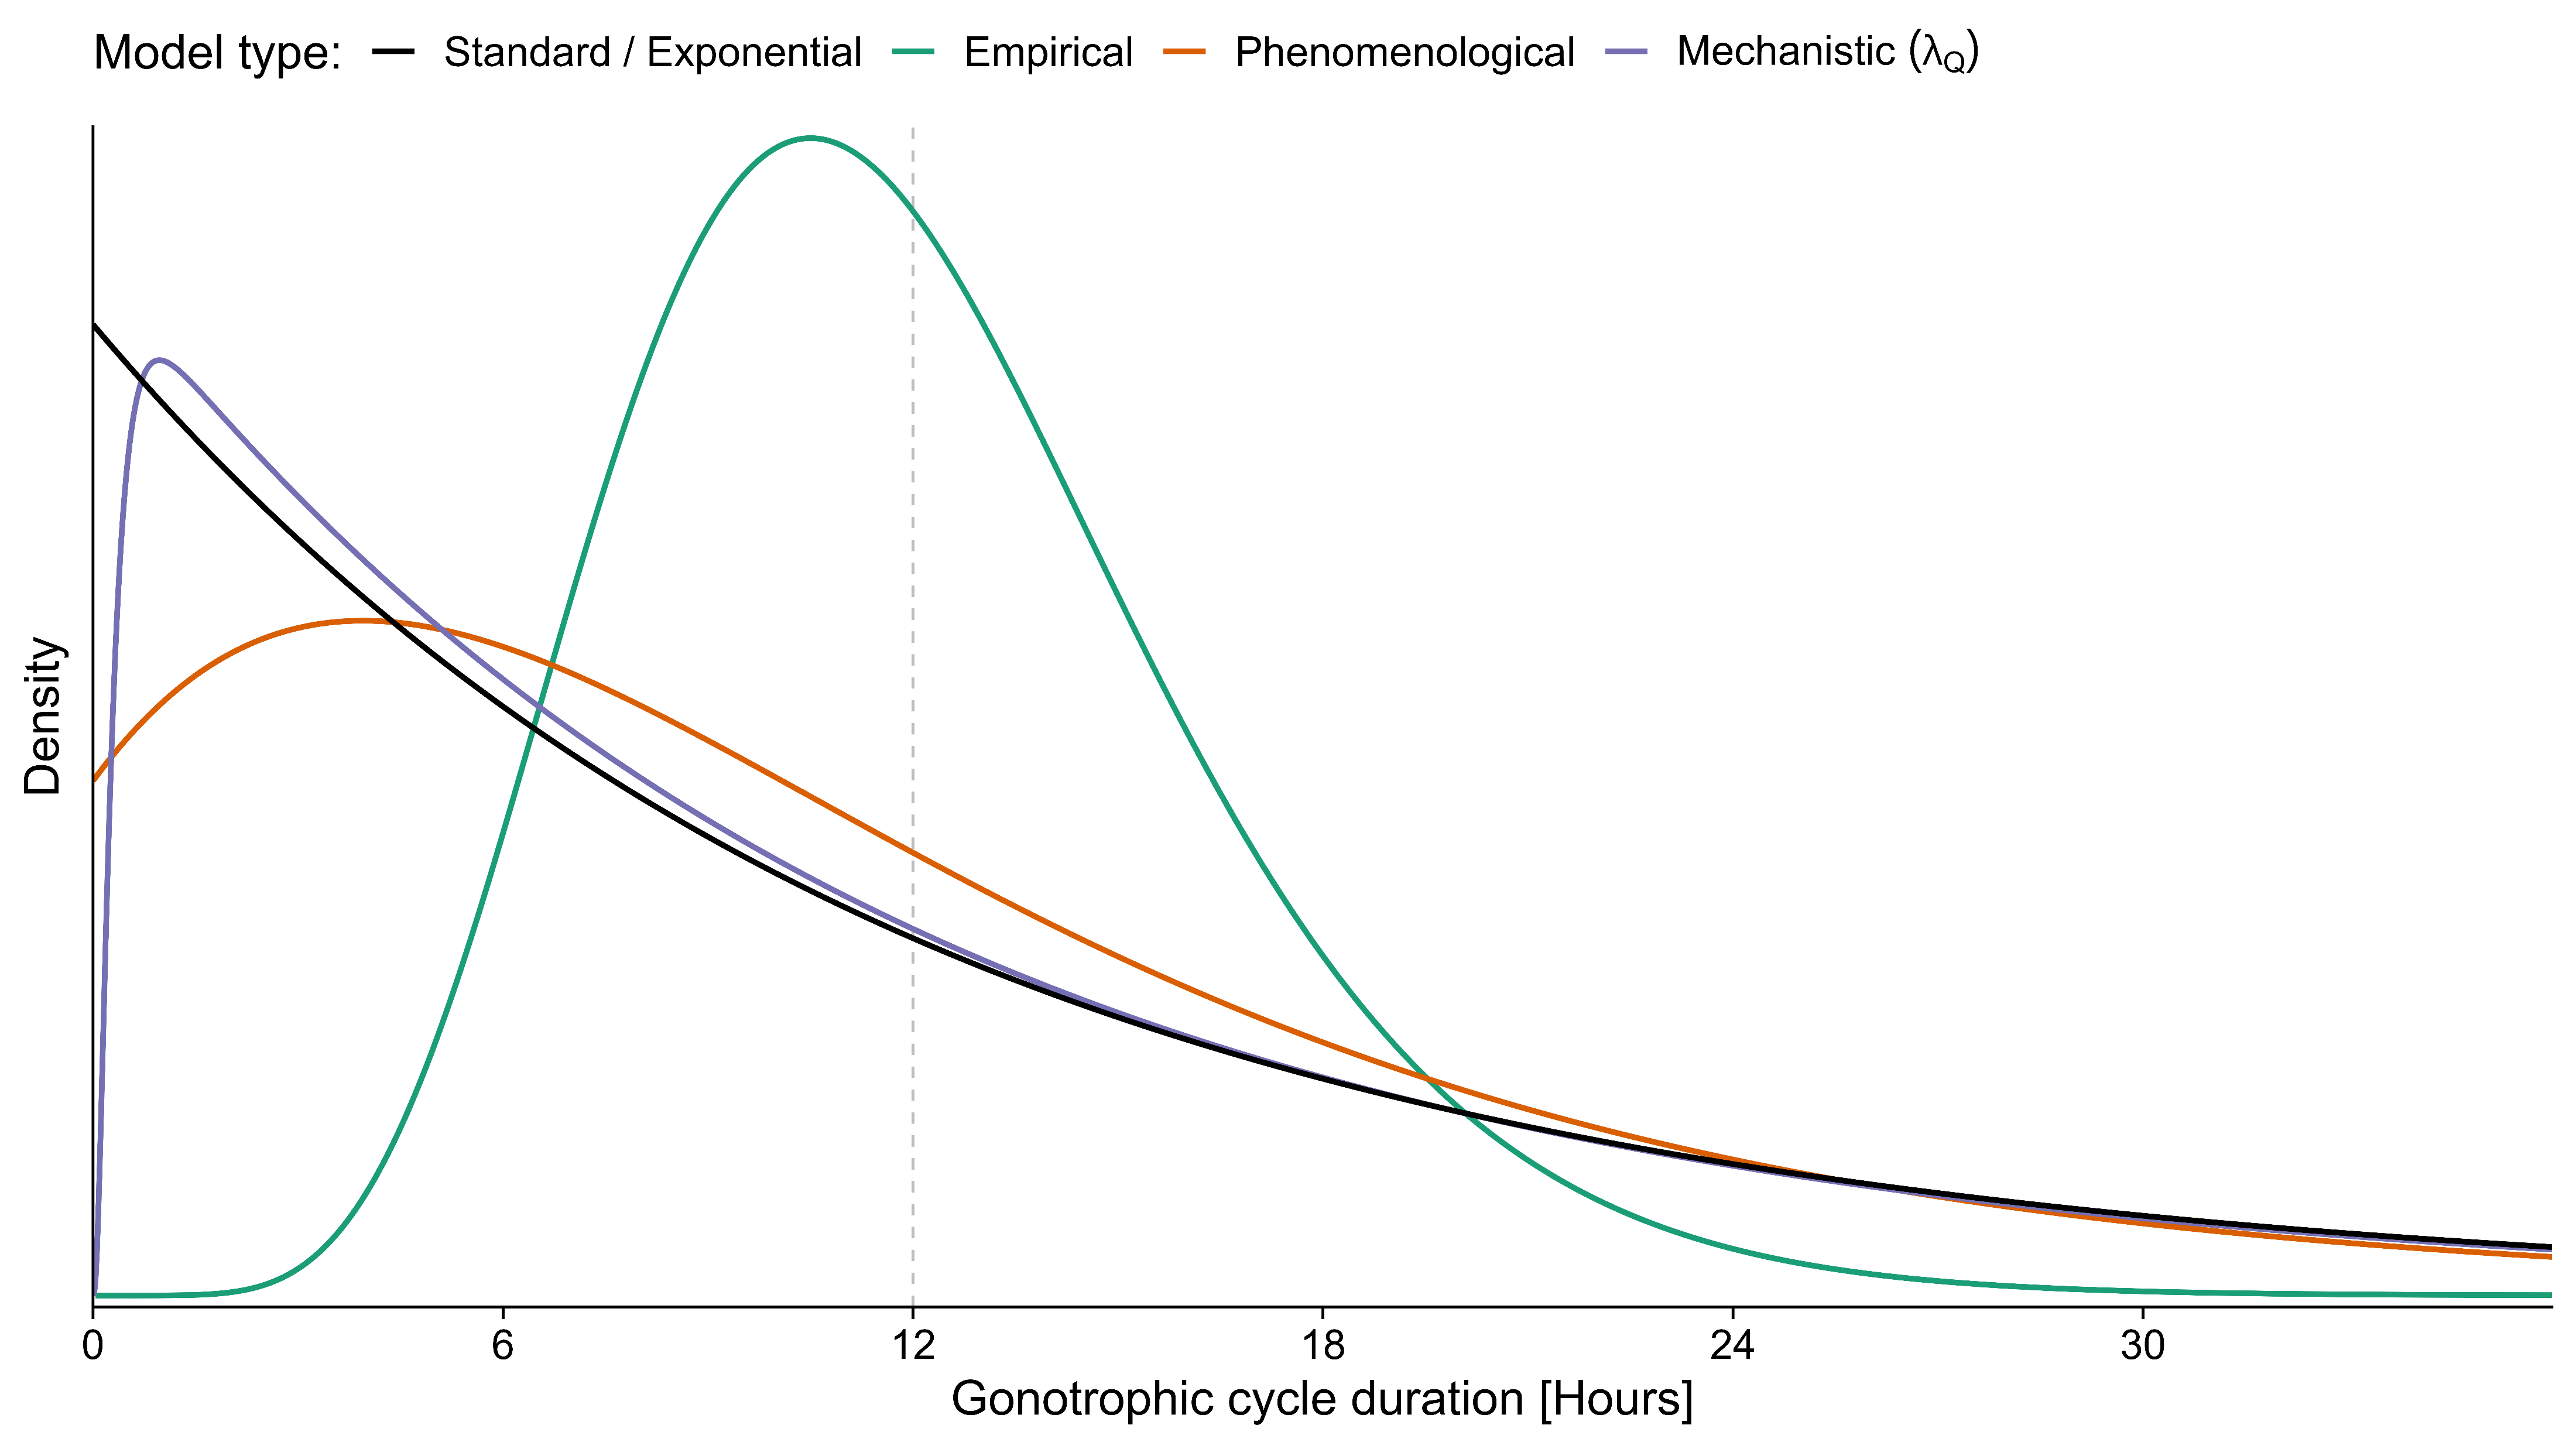 Model type: Standard / Exponential Empirical Phenomenological Mechanistic (λQ)
Density
0 6 12 18 24 30
Gonotrophic cycle duration [Hours]